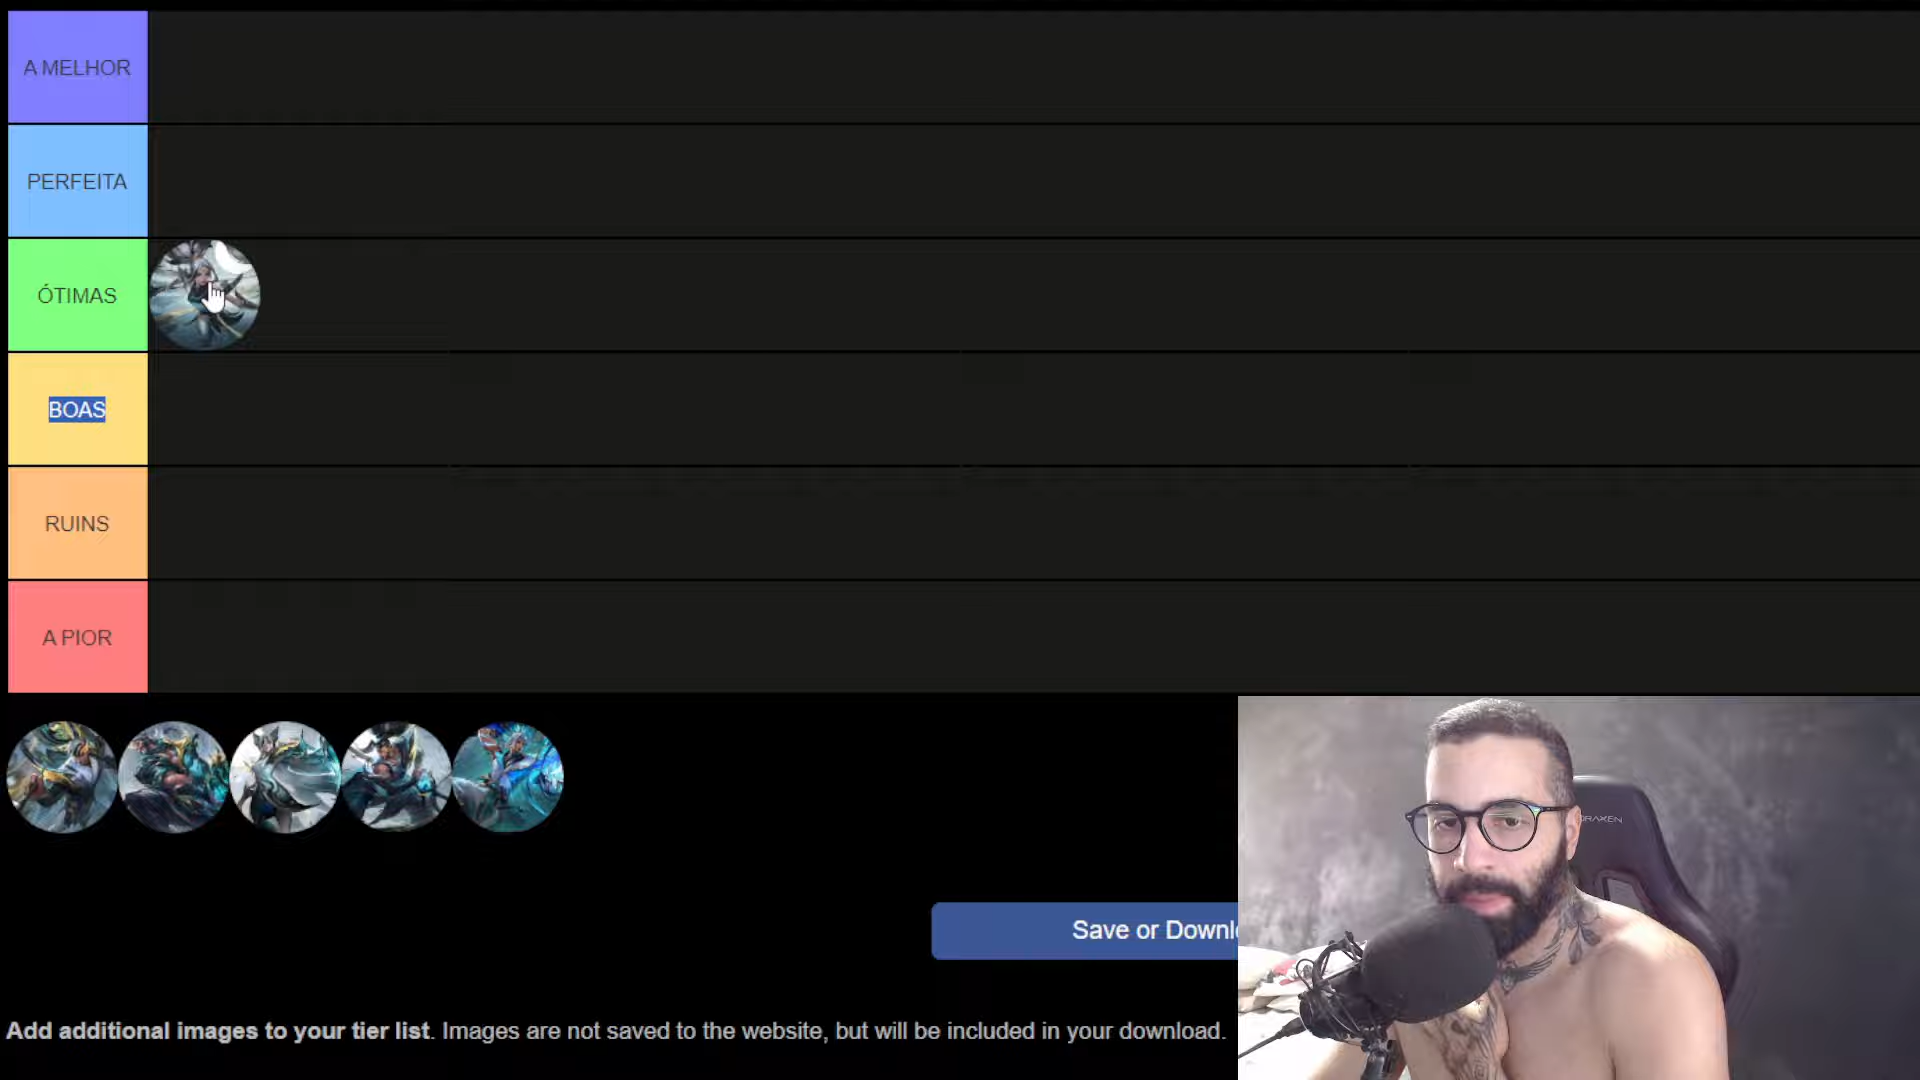 A MELHOR
PERFEITA
ÓTIMAS
BOAS
RUINS
A PIOR
Save or Downl
Add additional images to your tier list. Images are not saved to the website, but will be included in your download.
DRAXEN